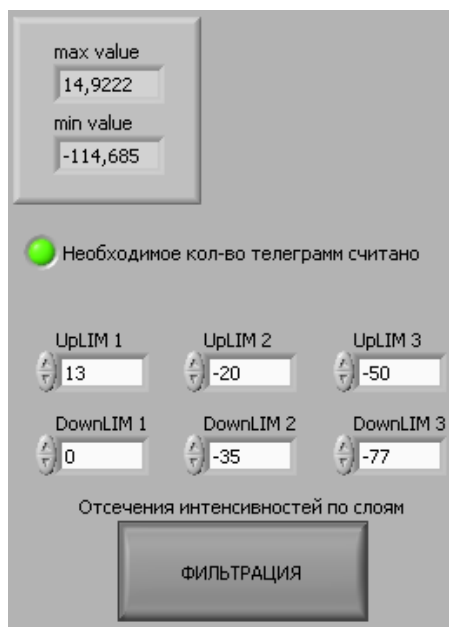 max value
14,9222
min value
-114,685
Необходимое кол-во телеграмм считано
UpLIM 1 UpLIM 2 UpLIM 3
13 -20 -50
DownLIM 1 DownLIM 2 DownLIM 3
0 -35 -77
Отсечения интенсивностей по слоям
ФИЛЬТРАЦИЯ